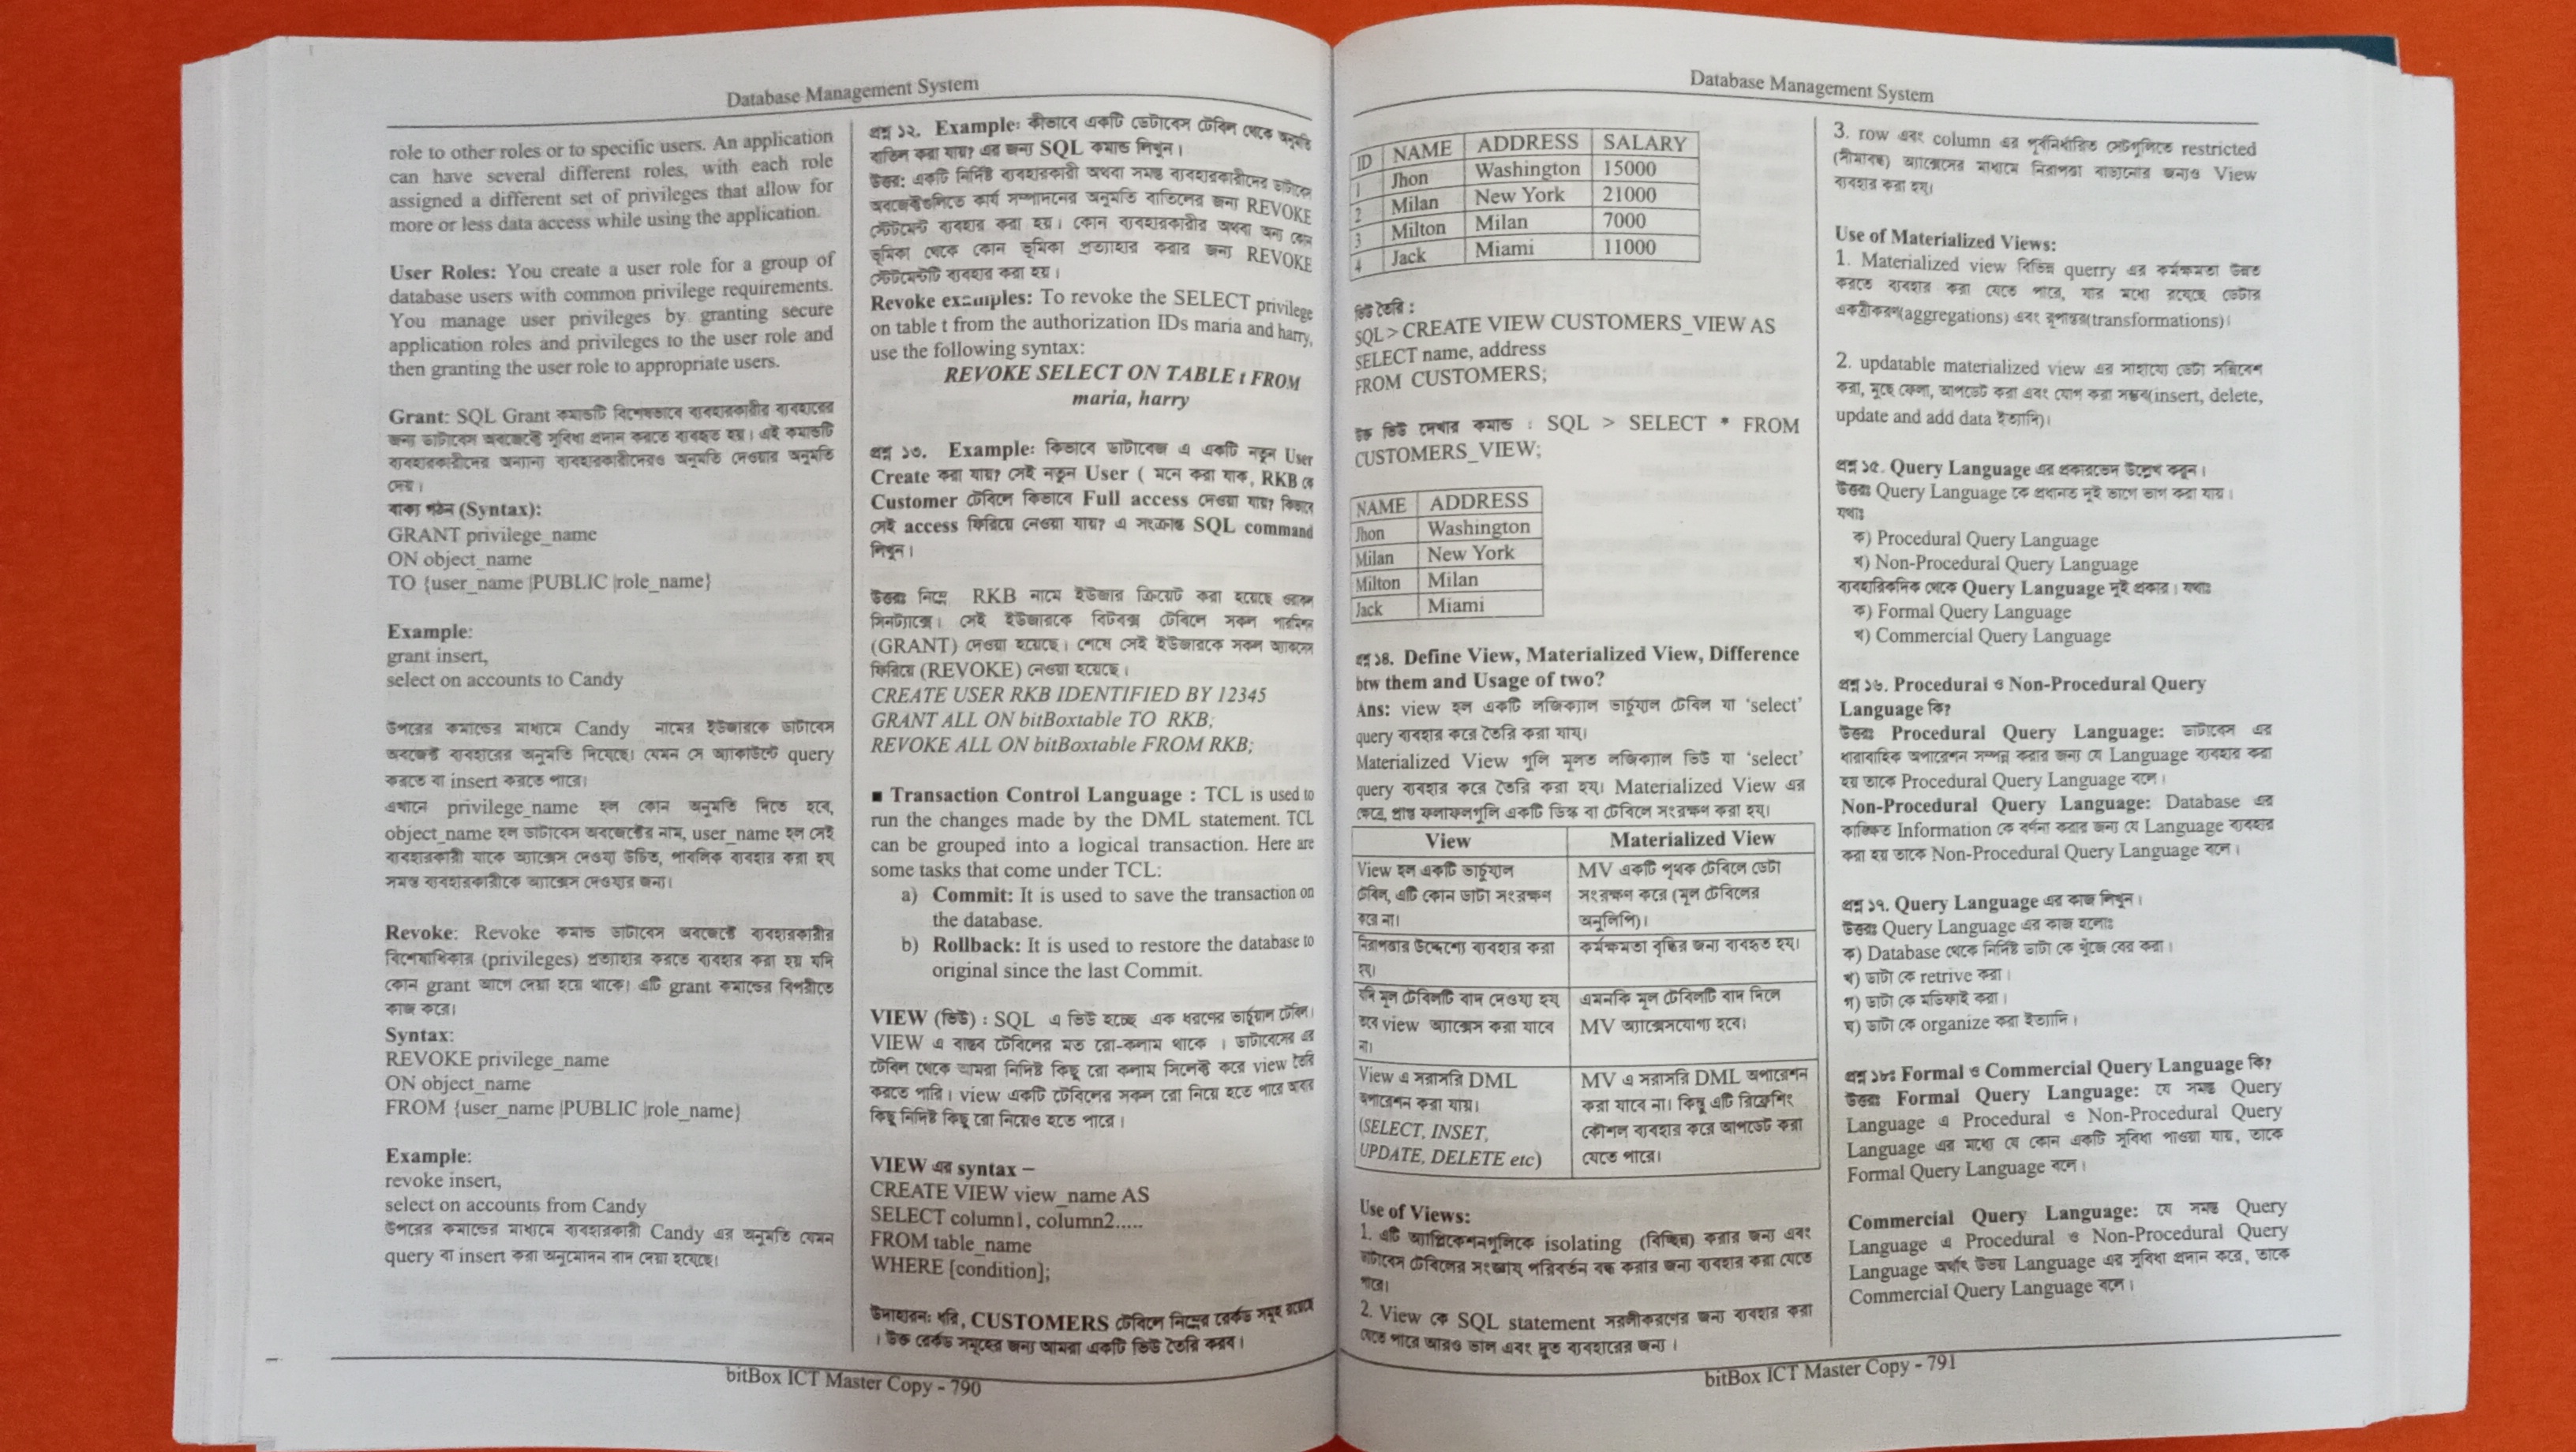 Database Management System
role to other roles or to specific users. An application
can have several different roles, with each role
assigned a different set of privileges that allow for
more or less data access while using the application.
User Roles: You create a user role for a group of
database users with common privilege requirements.
You manage user privileges by granting secure
application roles and privileges to the user role and
then granting the user role to appropriate users.
Grant: SQL Grant কমান্ডটি বিশেষভাবে ব্যবহারকারীর ব্যবহারের
জন্য ডাটাবেস অবজেক্টে সুবিধা প্রদান করতে ব্যবহৃত হয়। এই কমান্ডটি
ব্যবহারকারীদের অন্যান্য ব্যবহারকারীদেরও অনুমতি দেওয়ার অনুমতি
দেয়।
বাক্য গঠন (Syntax):
GRANT privilege_name
ON object_name
TO {user_name |PUBLIC |role_name}
Example:
grant insert,
select on accounts to Candy
উপরের কমান্ডের মাধ্যমে Candy নামের ইউজারকে ডাটাবেস
অবজেক্ট ব্যবহারের অনুমতি দিয়েছে। যেমন সে অ্যাকাউন্টে query
করতে বা insert করতে পারে।
এখানে privilege_name হল কোন অনুমতি দিতে হবে,
object_name হল ডাটাবেস অবজেক্টের নাম, user_name হল সেই
ব্যবহারকারী যাকে অ্যাক্সেস দেওয়া উচিত, পাবলিক ব্যবহার করা হয়
সমস্ত ব্যবহারকারীকে অ্যাক্সেস দেওয়ার জন্য।
Revoke: Revoke কমান্ড ডাটাবেস অবজেক্টে ব্যবহারকারীর
বিশেষাধিকার (privileges) প্রত্যাহার করতে ব্যবহার করা হয় যদি
কোন grant আগে দেয়া হয়ে থাকে। এটি grant কমান্ডের বিপরীতে
কাজ করে।
Syntax:
REVOKE privilege_name
ON object_name
FROM {user_name |PUBLIC |role_name}
Example:
revoke insert,
select on accounts from Candy
উপরের কমান্ডের মাধ্যমে ব্যবহারকারী Candy এর অনুমতি যেমন
query বা insert করা অনুমোদন বাদ দেয়া হয়েছে।
প্রশ্ন ১২. Example: কীভাবে একটি ডেটাবেস টেবিল থেকে অনুমতি
বাতিল করা যায়? এর জন্য SQL কমান্ড লিখুন।
উত্তর: একটি নির্দিষ্ট ব্যবহারকারী অথবা সমস্ত ব্যবহারকারীদের ডাটাবেস
অবজেক্টগুলিতে কার্য সম্পাদনের অনুমতি বাতিলের জন্য REVOKE
স্টেটমেন্ট ব্যবহার করা হয়। কোন ব্যবহারকারীর অথবা অন্য কোন
ভূমিকা থেকে কোন ভূমিকা প্রত্যাহার করার জন্য REVOKE
স্টেটমেন্টটি ব্যবহার করা হয়।
Revoke examples: To revoke the SELECT privilege
on table t from the authorization IDs maria and harry,
use the following syntax:
REVOKE SELECT ON TABLE t FROM
maria, harry
প্রশ্ন ১৩. Example: কিভাবে ডাটাবেজ এ একটি নতুন User
Create করা যায়? সেই নতুন User ( মনে করা যাক, RKB কে
Customer টেবিলে কিভাবে Full access দেওয়া যায়? কিভাবে
সেই access ফিরিয়ে নেওয়া যায়? এ সংক্রান্ত SQL command
লিখুন।
উত্তরঃ নিম্নে RKB নামে ইউজার ক্রিয়েট করা হয়েছে
সিনট্যাক্সে। সেই ইউজারকে বিটবক্স টেবিলে সকল পারমিশন
(GRANT) দেওয়া হয়েছে। শেষে সেই ইউজারকে সকল অ্যাকসেস
ফিরিয়ে (REVOKE) নেওয়া হয়েছে।
CREATE USER RKB IDENTIFIED BY 12345
GRANT ALL ON bitBoxtable TO RKB;
REVOKE ALL ON bitBoxtable FROM RKB;
■ Transaction Control Language : TCL is used to
run the changes made by the DML statement. TCL
can be grouped into a logical transaction. Here are
some tasks that come under TCL:
a) Commit: It is used to save the transaction on
the database.
b) Rollback: It is used to restore the database to
original since the last Commit.
VIEW (ভিউ) : SQL এ ভিউ হচ্ছে এক ধরণের ভার্চুয়াল টেবিল।
VIEW এ বাস্তব টেবিলের মত রো-কলাম থাকে । ডাটাবেসের এর
টেবিল থেকে আমরা নির্দিষ্ট কিছু রো কলাম সিলেক্ট করে view তৈরি
করতে পারি। view একটি টেবিলের সকল রো নিয়ে হতে পারে আবার
কিছু নির্দিষ্ট কিছু রো নিয়েও হতে পারে।
VIEW এর syntax –
CREATE VIEW view_name AS
SELECT column1, column2.....
FROM table_name
WHERE [condition];
উদাহারন: ধরি, CUSTOMERS টেবিলে নিম্নের রেকর্ড সমূহ রয়েছে
। উক্ত রেকর্ড সমূহের জন্য আমরা একটি ভিউ তৈরি করব।
bitBox ICT Master Copy - 790
Database Management System
ID NAME ADDRESS SALARY
1 Jhon Washington 15000
2 Milan New York 21000
3 Milton Milan 7000
4 Jack Miami 11000
ভিউ তৈরি :
SQL > CREATE VIEW CUSTOMERS_VIEW AS
SELECT name, address
FROM CUSTOMERS;
উক্ত ভিউ দেখার কমান্ড : SQL > SELECT * FROM
CUSTOMERS_VIEW;
NAME ADDRESS
Jhon Washington
Milan New York
Milton Milan
Jack Miami
প্রশ্ন ১৪. Define View, Materialized View, Difference
btw them and Usage of two?
Ans: view হল একটি লজিক্যাল ভার্চুয়াল টেবিল যা ‘select’
query ব্যবহার করে তৈরি করা যায়।
Materialized View গুলি মূলত লজিক্যাল ভিউ যা ‘select’
query ব্যবহার করে তৈরি করা হয়। Materialized View এর
ক্ষেত্রে, প্রাপ্ত ফলাফলগুলি একটি ডিস্ক বা টেবিলে সংরক্ষণ করা হয়।
View Materialized View
View হল একটি ভার্চুয়াল MV একটি পৃথক টেবিলে ডেটা
টেবিল, এটি কোন ডাটা সংরক্ষণ সংরক্ষণ করে (মূল টেবিলের
করে না। অনুলিপি)।
নিরাপত্তার উদ্দেশ্যে ব্যবহার করা কর্মক্ষমতা বৃদ্ধির জন্য ব্যবহৃত হয়।
হয়।
যদি মূল টেবিলটি বাদ দেওয়া হয় এমনকি মূল টেবিলটি বাদ দিলে
তবে view অ্যাক্সেস করা যাবে MV অ্যাক্সেসযোগ্য হবে।
না।
View এ সরাসরি DML MV এ সরাসরি DML অপারেশন
অপারেশন করা যায়। করা যাবে না। কিন্তু এটি রিফ্রেশিং
(SELECT, INSET, কৌশল ব্যবহার করে আপডেট করা
UPDATE, DELETE etc) যেতে পারে।
Use of Views:
1. এটি অ্যাপ্লিকেশনগুলিকে isolating (বিচ্ছিন্ন) করার জন্য এবং
ডাটাবেস টেবিলের সংজ্ঞায় পরিবর্তন বন্ধ করার জন্য ব্যবহার করা যেতে
পারে।
2. View কে SQL statement সরলীকরণের জন্য ব্যবহার করা
যেতে পারে আরও ভাল এবং দ্রুত ব্যবহারের জন্য ।
3. row এবং column এর পূর্বনির্ধারিত সেটগুলিতে restricted
(সীমাবদ্ধ) অ্যাক্সেসের মাধ্যমে নিরাপত্তা বাড়ানোর জন্যও View
ব্যবহার করা হয়।
Use of Materialized Views:
1. Materialized view বিভিন্ন querry এর কর্মক্ষমতা উন্নত
করতে ব্যবহার করা যেতে পারে, যার মধ্যে রয়েছে ডেটার
একত্রীকরণ(aggregations) এবং রূপান্তর(transformations)।
2. updatable materialized view এর সাহায্যে ডেটা সন্নিবেশ
করা, মুছে ফেলা, আপডেট করা এবং যোগ করা সম্ভব(insert, delete,
update and add data ইত্যাদি)।
প্রশ্ন ১৫. Query Language এর প্রকারভেদ উল্লেখ করুন।
উত্তরঃ Query Language কে প্রধানত দুই ভাগে ভাগ করা যায়।
যথাঃ
ক) Procedural Query Language
খ) Non-Procedural Query Language
ব্যবহারিকদিক থেকে Query Language দুই প্রকার। যথাঃ
ক) Formal Query Language
খ) Commercial Query Language
প্রশ্ন ১৬. Procedural ও Non-Procedural Query
Language কি?
উত্তরঃ Procedural Query Language: ডাটাবেস এর
ধারাবাহিক অপারেশন সম্পন্ন করার জন্য যে Language ব্যবহার করা
হয় তাকে Procedural Query Language বলে।
Non-Procedural Query Language: Database এর
কাঙ্ক্ষিত Information কে বর্ণনা করার জন্য যে Language ব্যবহার
করা হয় তাকে Non-Procedural Query Language বলে।
প্রশ্ন ১৭. Query Language এর কাজ লিখুন।
উত্তরঃ Query Language এর কাজ হলোঃ
ক) Database থেকে নির্দিষ্ট ডাটা কে খুঁজে বের করা।
খ) ডাটা কে retrive করা।
গ) ডাটা কে মডিফাই করা।
ঘ) ডাটা কে organize করা ইত্যাদি।
প্রশ্ন ১৮ঃ Formal ও Commercial Query Language কি?
উত্তরঃ Formal Query Language: যে সমস্ত Query
Language এ Procedural ও Non-Procedural Query
Language এর মধ্যে যে কোন একটি সুবিধা পাওয়া যায়, তাকে
Formal Query Language বলে।
Commercial Query Language: যে সমস্ত Query
Language এ Procedural ও Non-Procedural Query
Language অর্থাৎ উভয় Language এর সুবিধা প্রদান করে, তাকে
Commercial Query Language বলে।
bitBox ICT Master Copy - 791